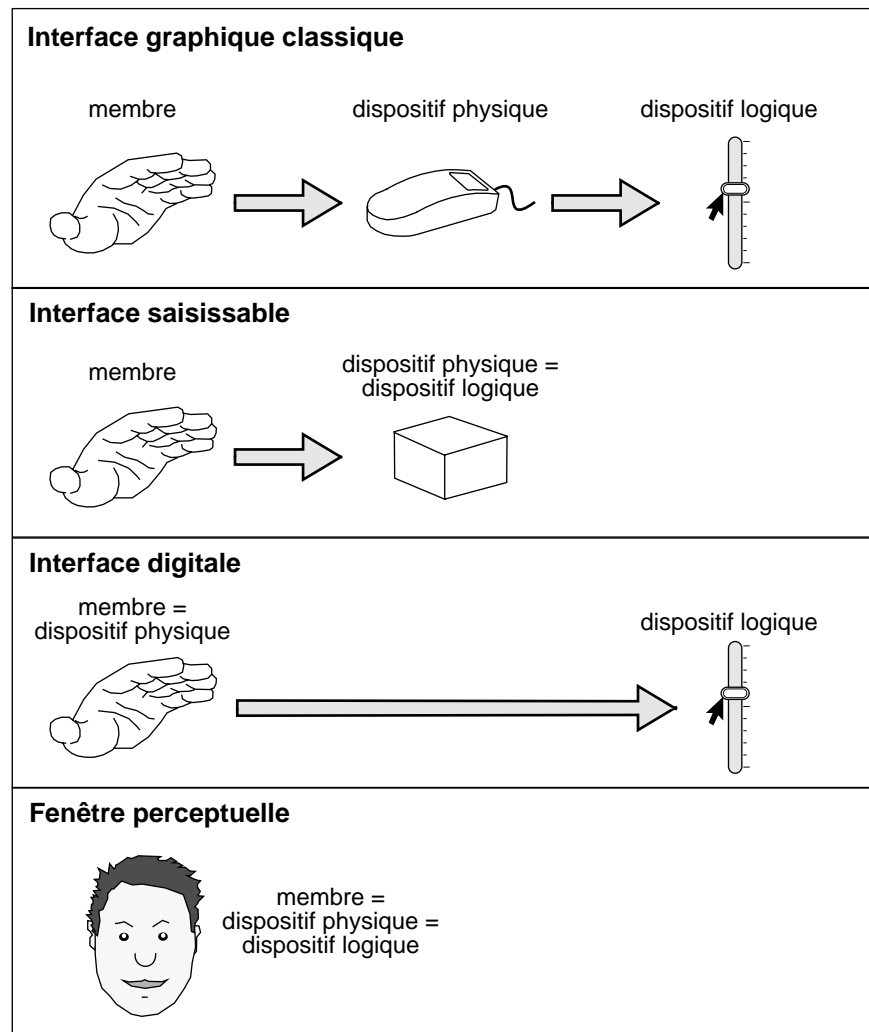 Interface graphique classique
membre
dispositif physique
dispositif logique
Interface saisissable
membre
dispositif physique =
dispositif logique
Interface digitale
membre =
dispositif physique
dispositif logique
Fenêtre perceptuelle
membre =
dispositif physique =
dispositif logique